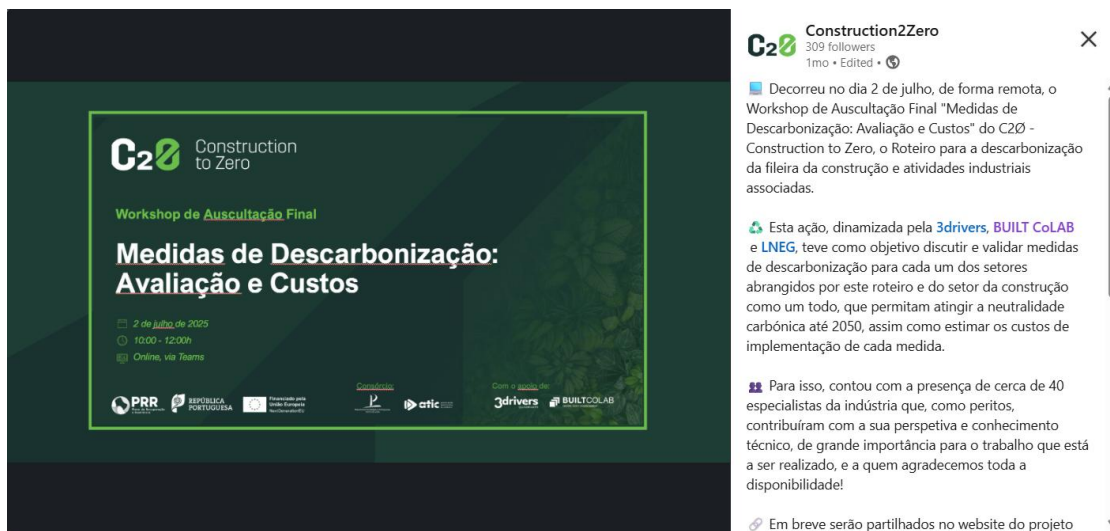 C2Ø Construction
to Zero
Workshop de Auscultação Final
Medidas de Descarbonização:
Avaliação e Custos
2 de julho de 2025
10:00 - 12:00h
Online, via Teams
Consórcio:
Com o apoio de:
PRR
REPÚBLICA
PORTUGUESA
Financiado pela
União Europeia
NextGenerationEU
atic
3drivers
BUILTCOLAB
C2Ø
Construction2Zero
309 followers
1mo • Edited •
Decorreu no dia 2 de julho, de forma remota, o
Workshop de Auscultação Final "Medidas de
Descarbonização: Avaliação e Custos" do C2Ø -
Construction to Zero, o Roteiro para a descarbonização
da fileira da construção e atividades industriais
associadas.
Esta ação, dinamizada pela 3drivers, BUILT CoLAB
e LNEG, teve como objetivo discutir e validar medidas
de descarbonização para cada um dos setores
abrangidos por este roteiro e do setor da construção
como um todo, que permitam atingir a neutralidade
carbónica até 2050, assim como estimar os custos de
implementação de cada medida.
Para isso, contou com a presença de cerca de 40
especialistas da indústria que, como peritos,
contribuíram com a sua perspetiva e conhecimento
técnico, de grande importância para o trabalho que está
a ser realizado, e a quem agradecemos toda a
disponibilidade!
Em breve serão partilhados no website do projeto